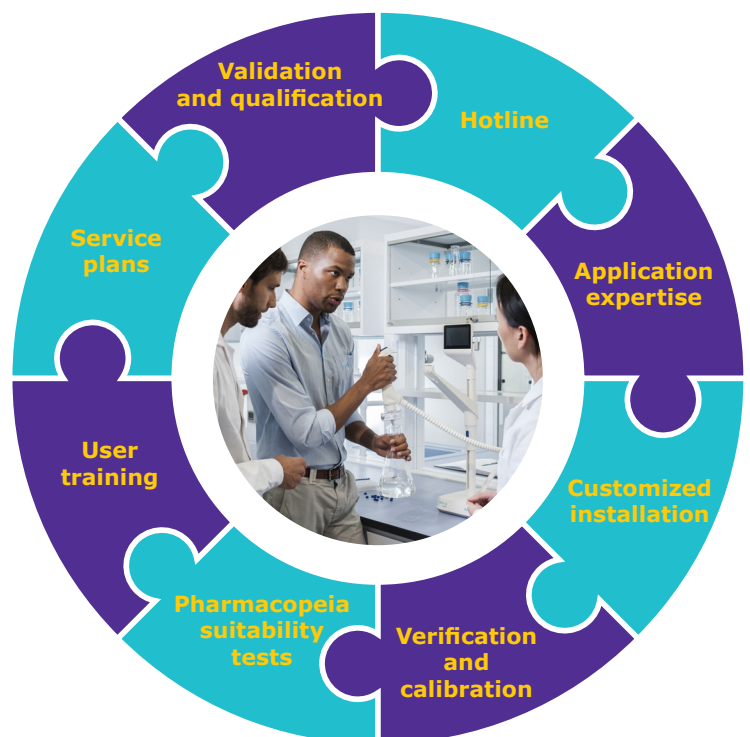 Validation
and qualification
Hotline
Application
expertise
Customized
installation
Verification
and
calibration
Pharmacopeia
suitability
tests
User
training
Service
plans